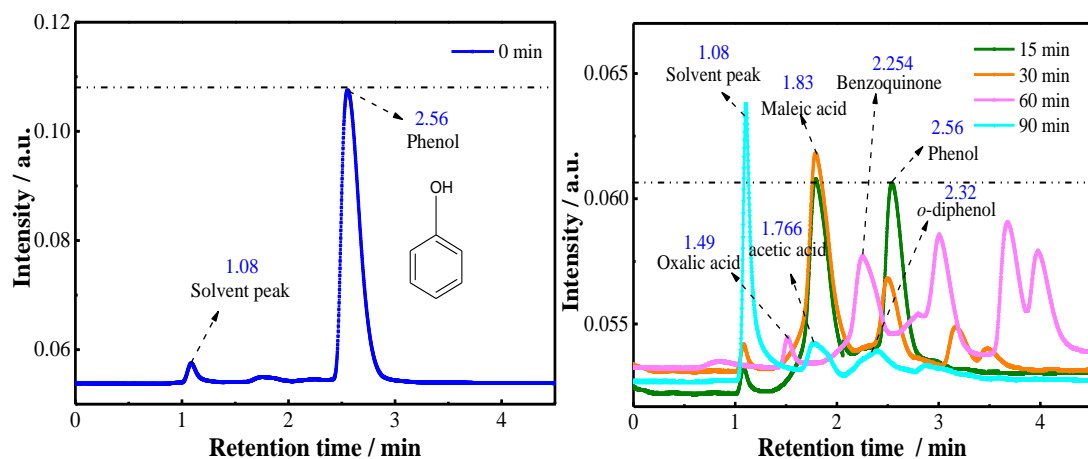 0 min
0.12
0.10
0.08
0.06
Intensity / a.u.
2.56
Phenol
OH
1.08
Solvent peak
0 1 2 3 4
Retention time / min
15 min
30 min
60 min
90 min
0.065
0.060
0.055
Intensity / a.u.
1.08
Solvent peak
1.83
Maleic acid
2.254
Benzoquinone
2.56
Phenol
2.32
o-diphenol
1.766
acetic acid
1.49
Oxalic acid
0 1 2 3 4
Retention time / min